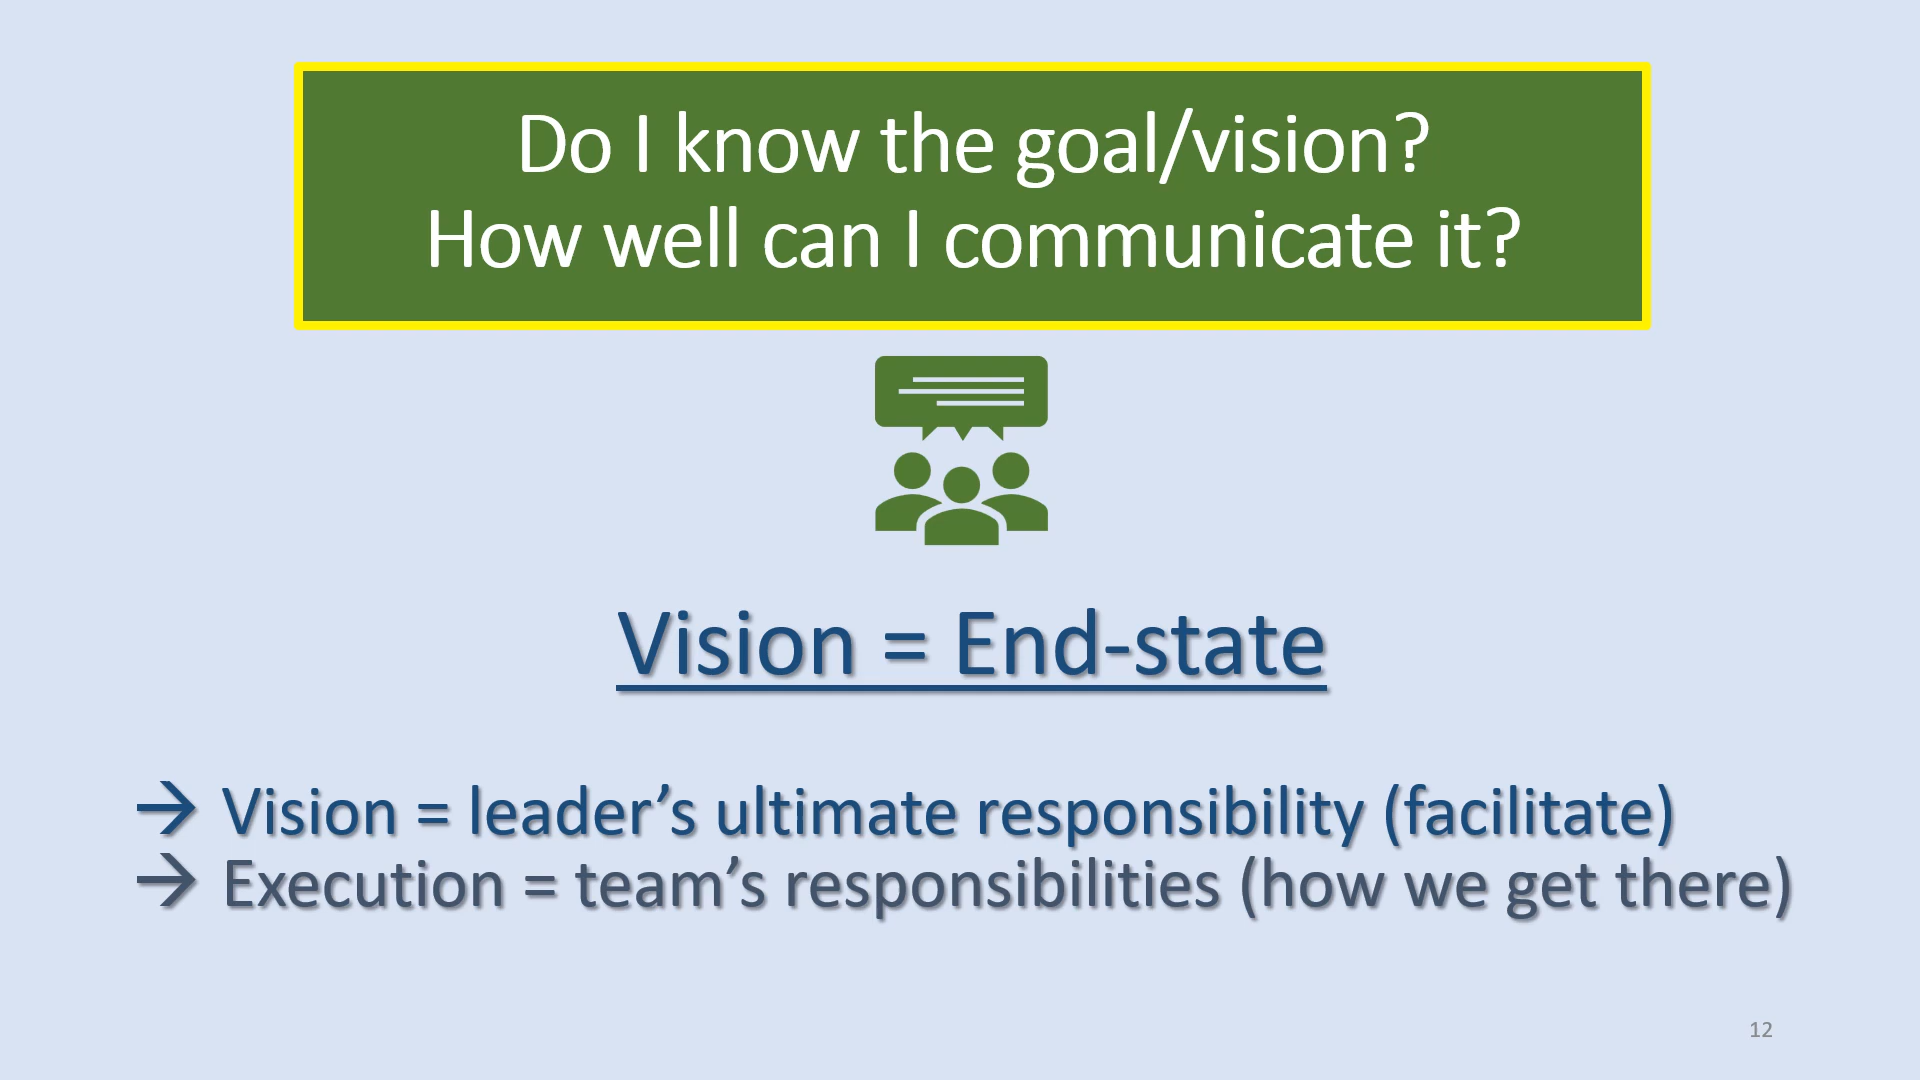 Do I know the goal/vision?
How well can I communicate it?
Vision = End-state
→ Vision = leader’s ultimate responsibility (facilitate)
→ Execution = team’s responsibilities (how we get there)
12